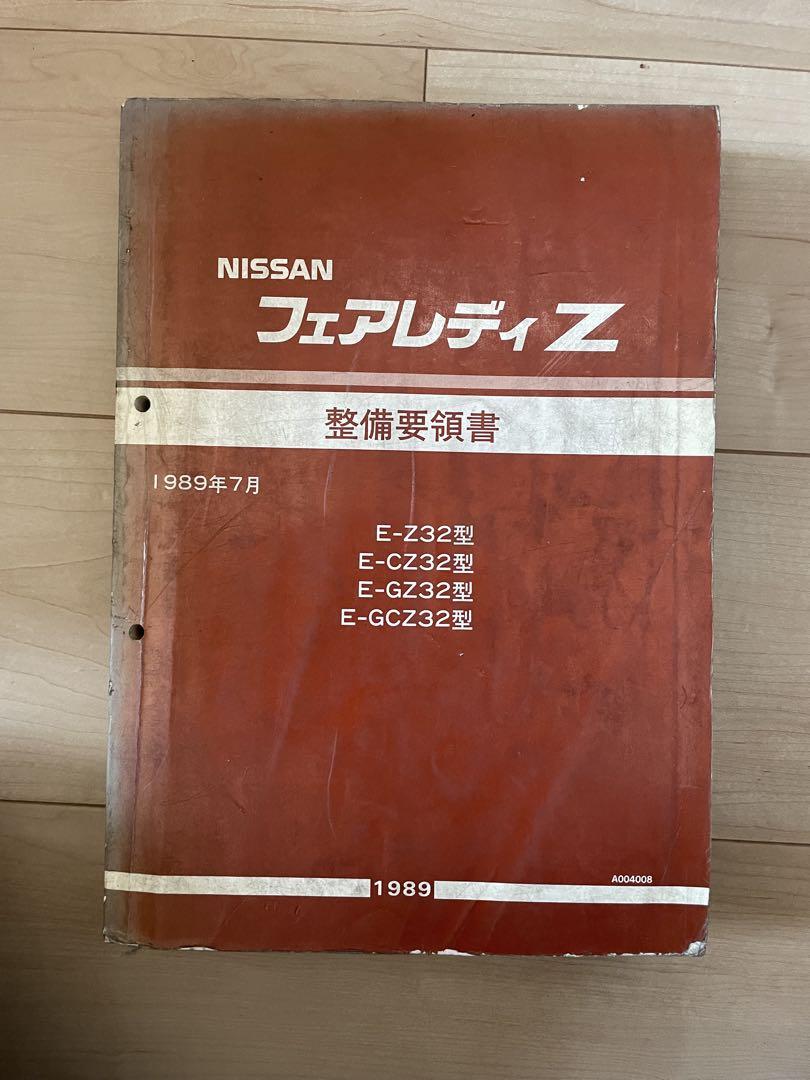 NISSAN
フェアレディZ
整備要領書
1989年7月
E-Z32型
E-CZ32型
E-GZ32型
E-GCZ32型
A004008
1989